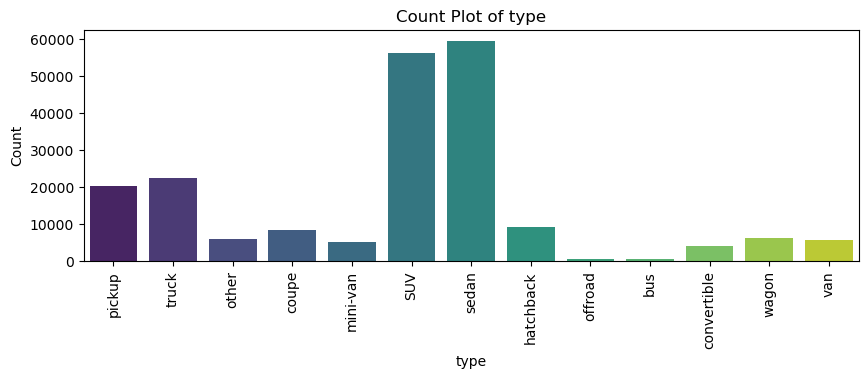 Count Plot of type
Count
60000
50000
40000
30000
20000
10000
0
pickup
truck
other
coupe
mini-van
SUV
sedan
hatchback
offroad
bus
convertible
wagon
van
type